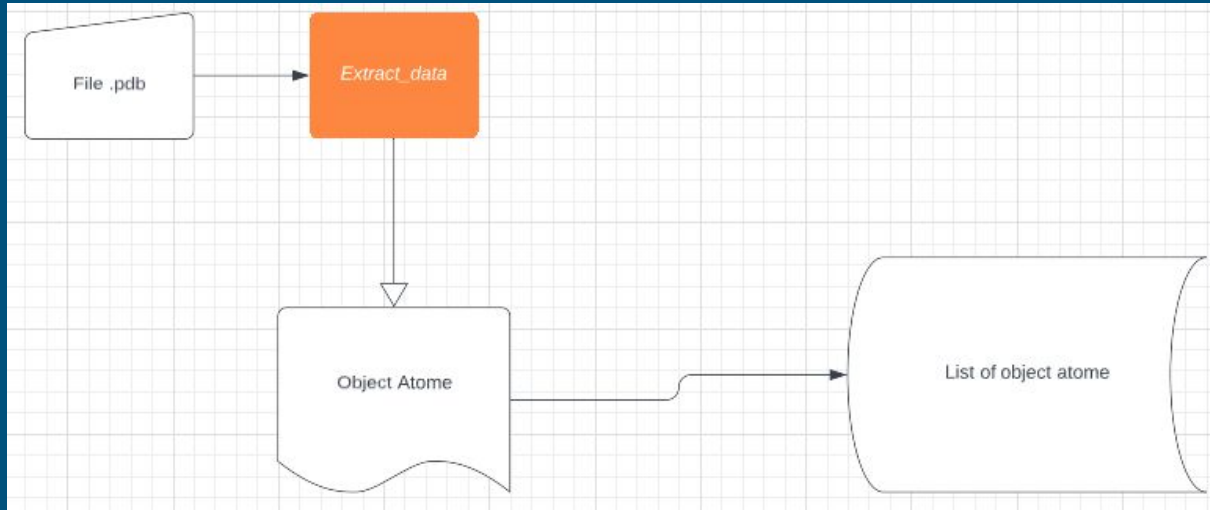 File .pdb
Extract_data
Object Atome
List of object atome